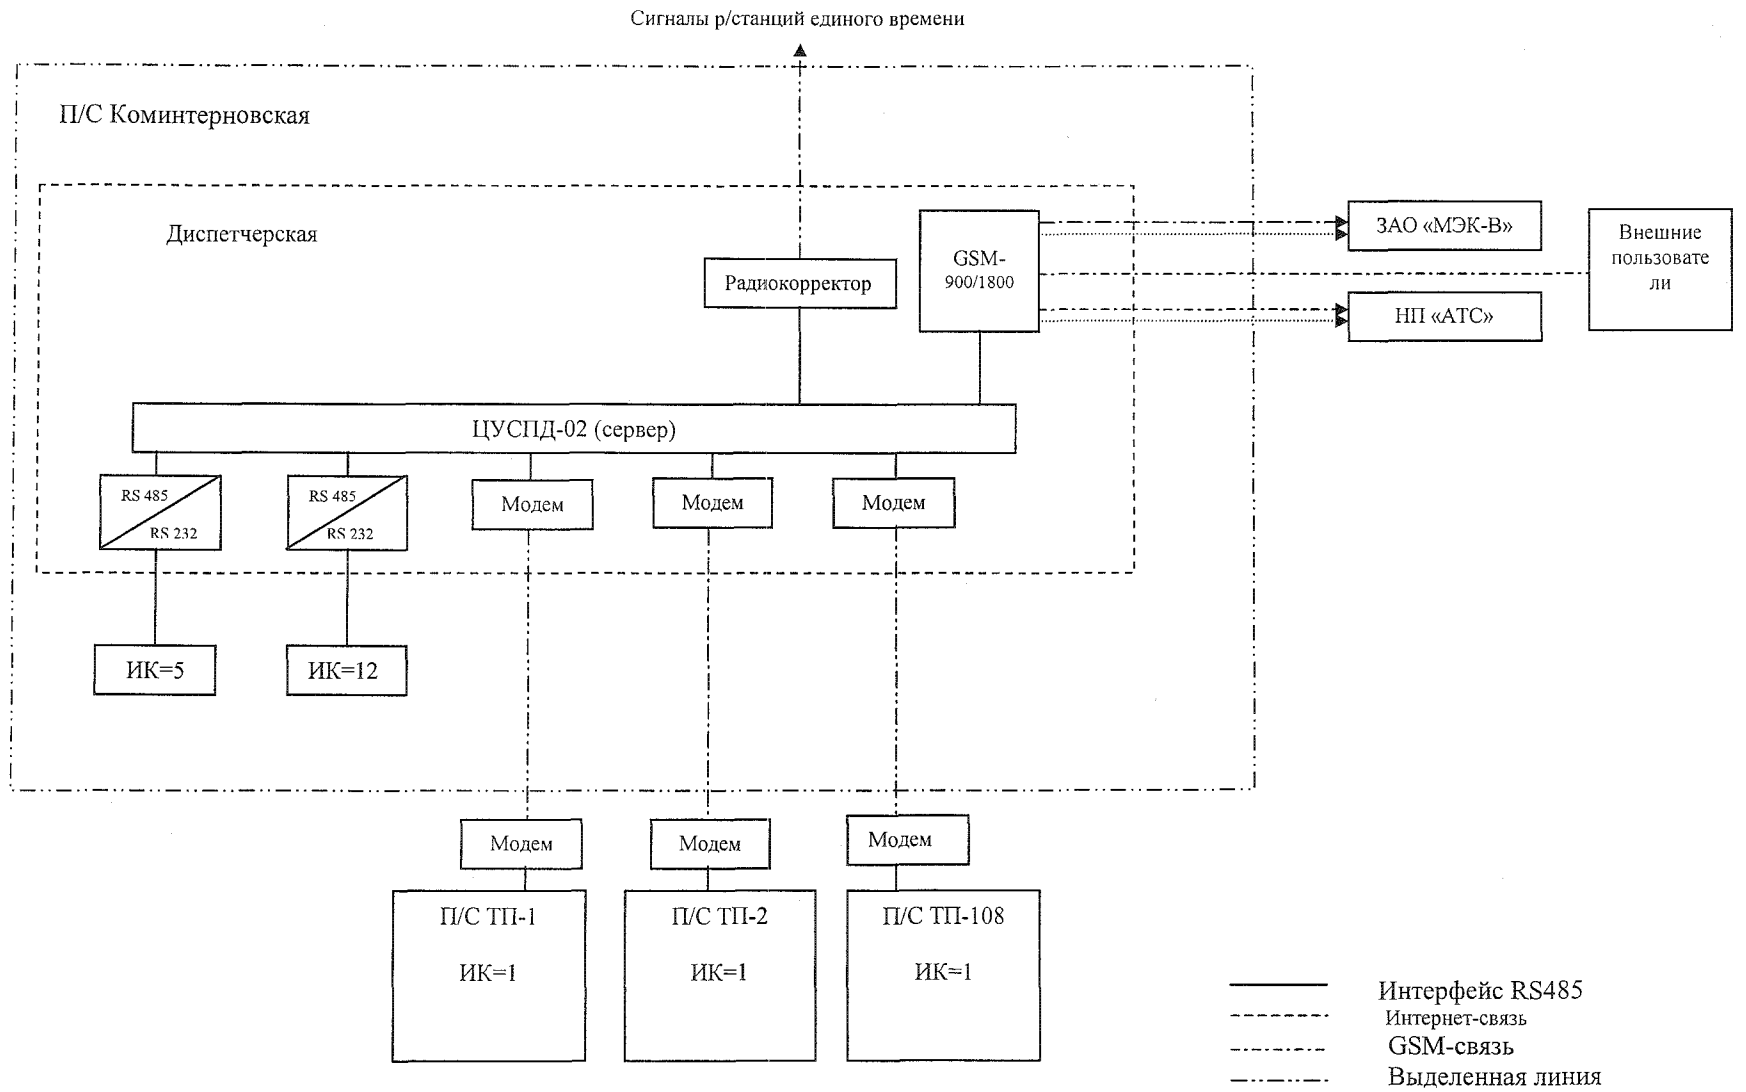 Сигналы р/станций единого времени
П/С Коминтерновская
Диспетчерская
Радиокорректор
GSM-
900/1800
ЗАО «МЭК-В»
НП «АТС»
Внешние
пользовате
ли
ЦУСПД-02 (сервер)
RS 485
RS 232
RS 485
RS 232
Модем
Модем
Модем
ИК=5
ИК=12
Модем
Модем
Модем
П/С ТП-1
ИК=1
П/С ТП-2
ИК=1
П/С ТП-108
ИК=1
Интерфейс RS485
Интернет-связь
GSM-связь
Выделенная линия